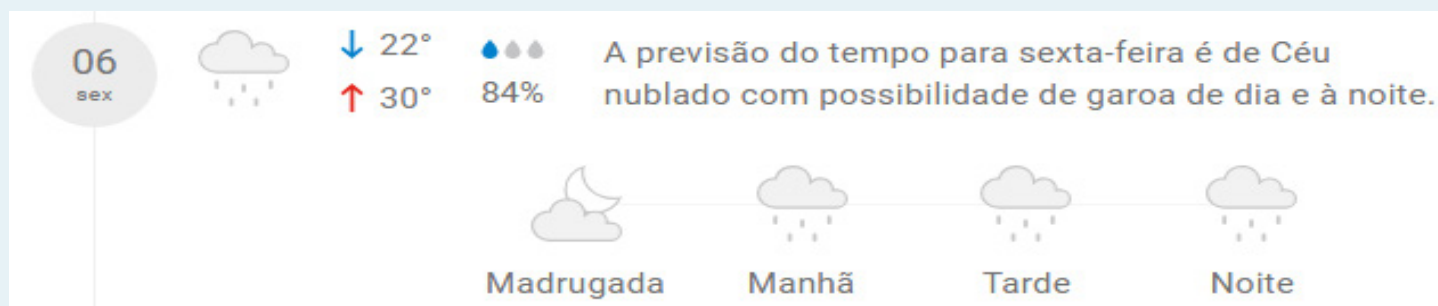 06
sex
22°
30°
84%
A previsão do tempo para sexta-feira é de Céu
nublado com possibilidade de garoa de dia e à noite.
Madrugada
Manhã
Tarde
Noite